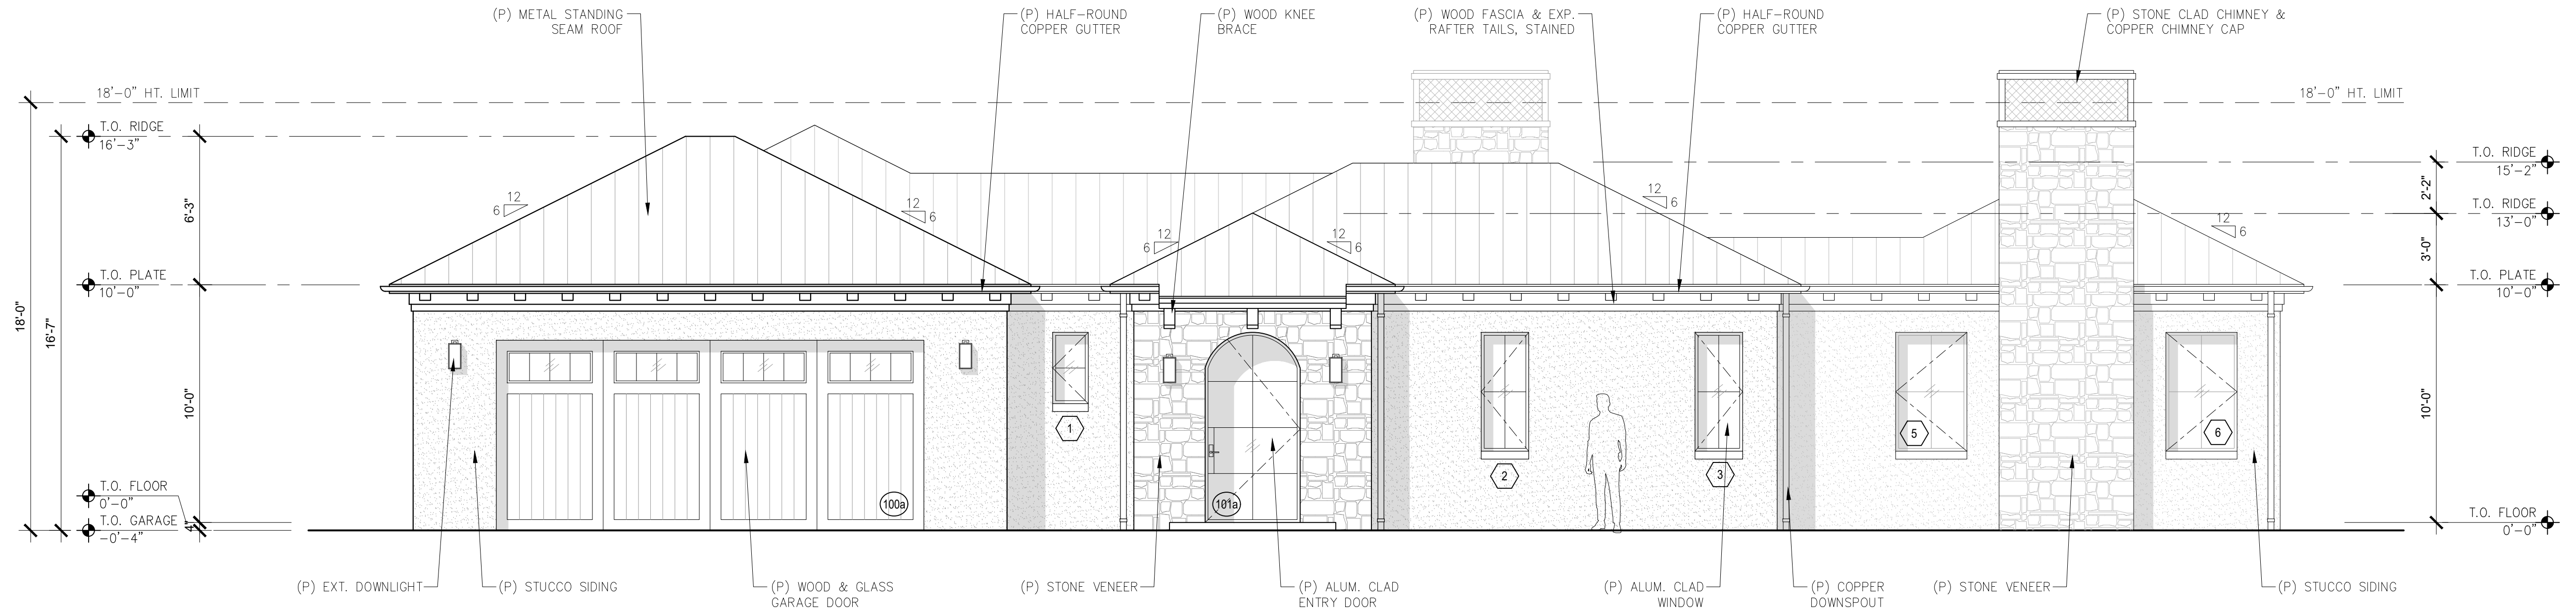 (P) METAL STANDING
SEAM ROOF
(P) HALF-ROUND
COPPER GUTTER
(P) WOOD KNEE
BRACE
(P) WOOD FASCIA & EXP.
RAFTER TAILS, STAINED
(P) HALF-ROUND
COPPER GUTTER
(P) STONE CLAD CHIMNEY &
COPPER CHIMNEY CAP
18'-0" HT. LIMIT
18'-0" HT. LIMIT
T.O. RIDGE
16'-3"
T.O. RIDGE
15'-2"
2'-2"
T.O. RIDGE
13'-0"
3'-0"
6'-3"
12
6
12
6
12
6
12
6
12
6
12
6
T.O. PLATE
10'-0"
T.O. PLATE
10'-0"
18'-0"
16'-7"
10'-0"
10'-0"
1
2
3
5
6
100a
101a
T.O. FLOOR
0'-0"
T.O. GARAGE
-0'-4"
4"
T.O. FLOOR
0'-0"
(P) EXT. DOWNLIGHT
(P) STUCCO SIDING
(P) WOOD & GLASS
GARAGE DOOR
(P) STONE VENEER
(P) ALUM. CLAD
ENTRY DOOR
(P) ALUM. CLAD
WINDOW
(P) COPPER
DOWNSPOUT
(P) STONE VENEER
(P) STUCCO SIDING